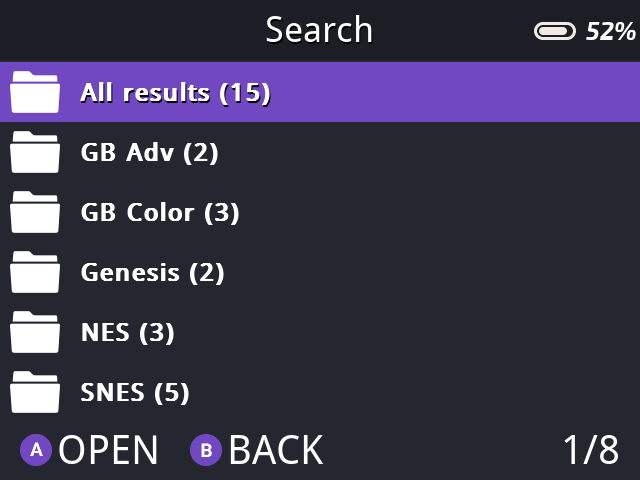 Search
52%
All results (15)
GB Adv (2)
GB Color (3)
Genesis (2)
NES (3)
SNES (5)
A OPEN B BACK 1/8